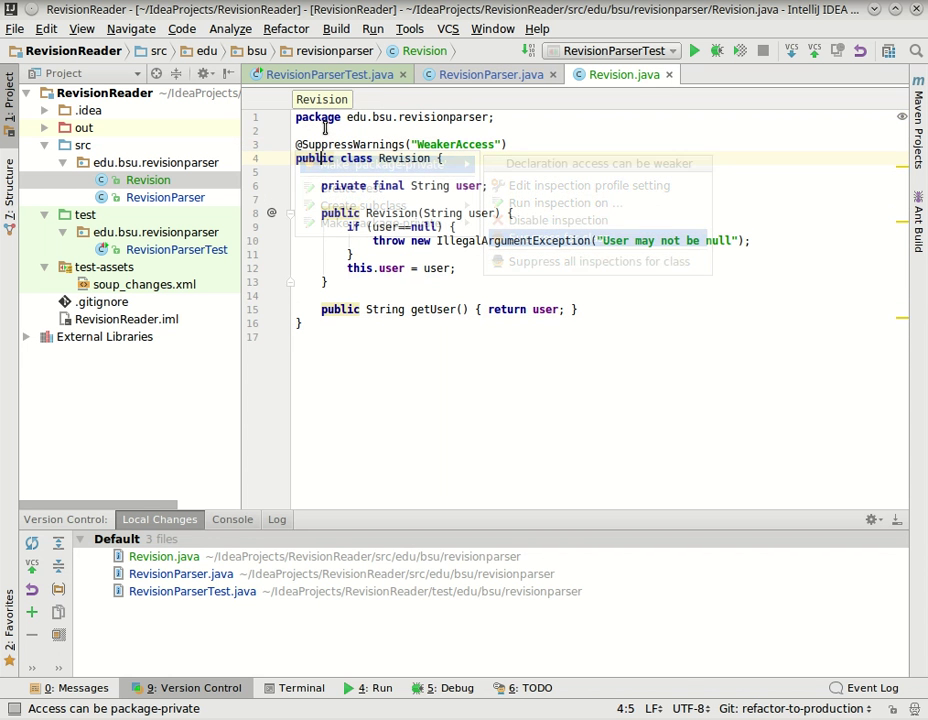 RevisionReader - [~/IdeaProjects/RevisionReader] - [RevisionReader] - ~/IdeaProjects/RevisionReader/src/edu/bsu/revisionparser/Revision.java - IntelliJ IDEA ...
File Edit View Navigate Code Analyze Refactor Build Run Tools VCS Window Help
RevisionReader src edu bsu revisionparser Revision RevisionParserTest
Project RevisionParserTest.java RevisionParser.java Revision.java
1: Project
7: Structure
2: Favorites
Maven Projects
Ant Build
RevisionReader ~/IdeaProjects/
.idea
out
src
edu.bsu.revisionparser
Revision
RevisionParser
test
edu.bsu.revisionparser
RevisionParserTest
test-assets
soup_changes.xml
.gitignore
RevisionReader.iml
External Libraries
Revision
1 package edu.bsu.revisionparser;
2
3 @SuppressWarnings("WeakerAccess")
4 public class Revision {
5
6 private final String user;
7
8 public Revision(String user) {
9 if (user==null) {
10 throw new IllegalArgumentException("User may not be null");
11 }
12 this.user = user;
13 }
14
15 public String getUser() { return user; }
16 }
17
Create subclass
Make package-private
Declaration access can be weaker
Edit inspection profile setting
Run inspection on ...
Disable inspection
Suppress all inspections for class
Version Control: Local Changes Console Log
Default 3 files
Revision.java ~/IdeaProjects/RevisionReader/src/edu/bsu/revisionparser
RevisionParser.java ~/IdeaProjects/RevisionReader/src/edu/bsu/revisionparser
RevisionParserTest.java ~/IdeaProjects/RevisionReader/test/edu/bsu/revisionparser
0: Messages 9: Version Control Terminal 4: Run 5: Debug 6: TODO Event Log
Access can be package-private 4:5 LF÷ UTF-8÷ Git: refactor-to-production÷